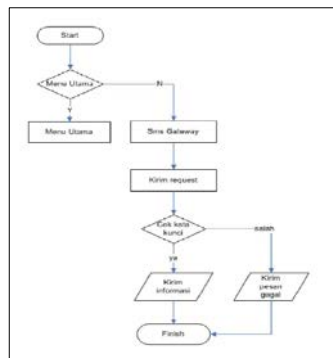 Start
Menu Utama
N
Y
Menu Utama
Sms Gateway
Kirim request
Cek kata
kunci
salah
ya
Kirim
informasi
Kirim
pesan
gagal
Finish